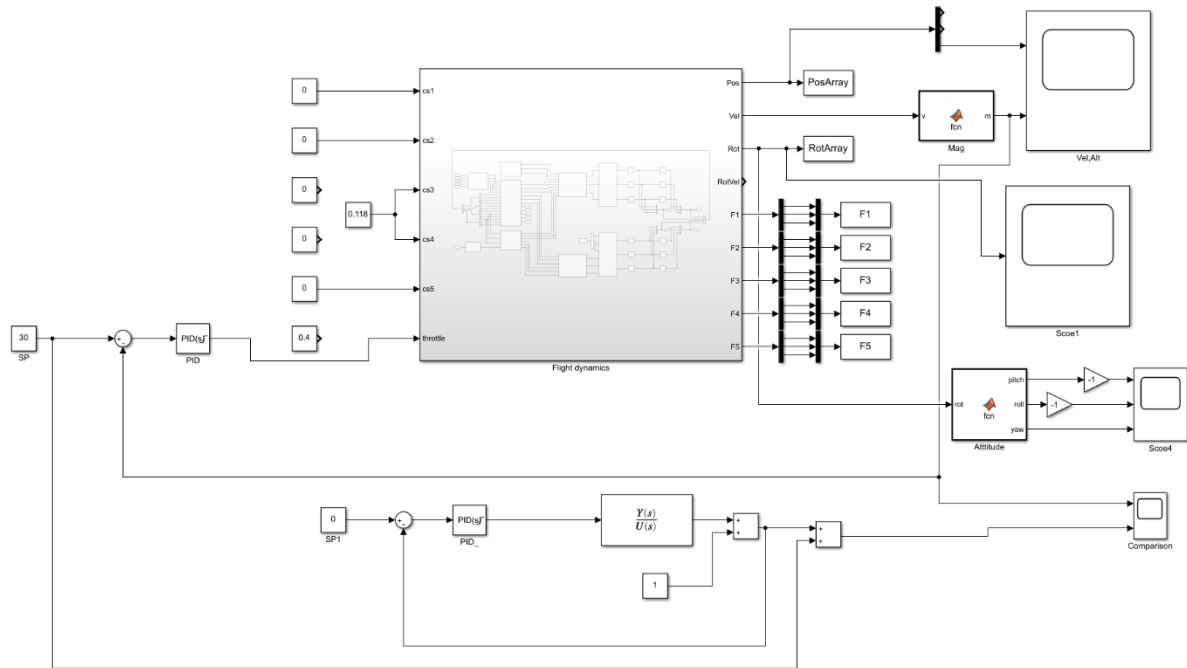 0
cs1
0
cs2
0
0.118
cs3
0
cs4
0
cs5
0.4
throttle
30
SP
+
-
PID(s)
PID
Flight dynamics
Pos
Vel
Rot
RotVel
F1
F2
F3
F4
F5
PosArray
RotArray
F1
F2
F3
F4
F5
v
fcn
m
Mag
Vel,Alt
Scoe1
rot
fcn
pitch
roll
yaw
Atttitude
-1
-1
Scoe4
0
SP1
+
-
PID(s)
PID_
Y(s)
U(s)
1
+
+
+
+
Comparison